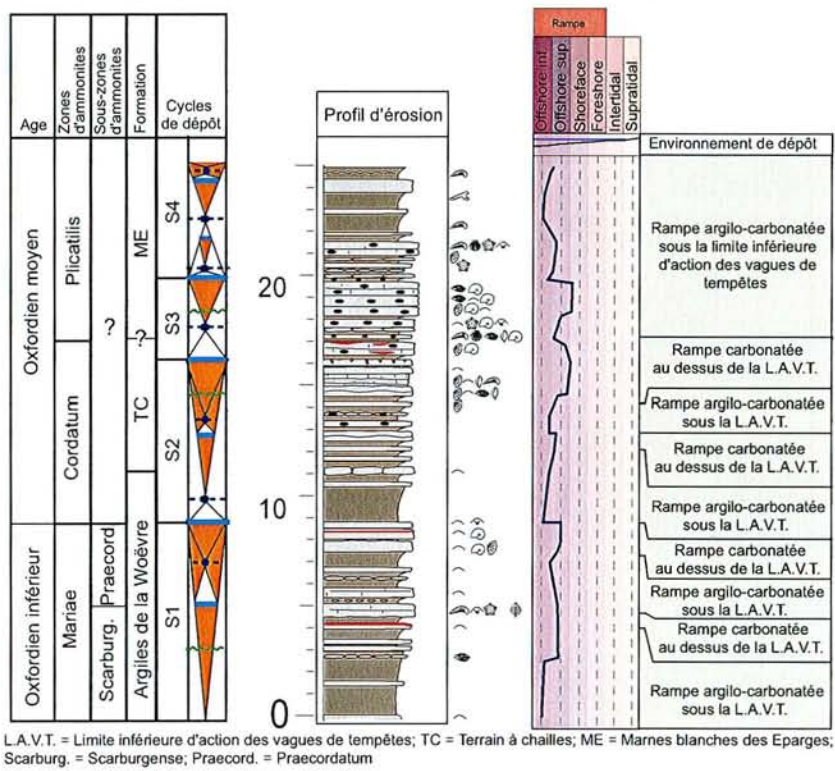 Rampe
Offshore inf.
Offshore sup.
Shoreface
Foreshore
Intertidal
Supratidal
Age
Zones d'ammonites
Sous-zones d'ammonites
Formation
Cycles de dépôt
Profil d'érosion
Environnement de dépôt
Oxfordien moyen
Oxfordien inférieur
Plicatilis
Cordatum
Mariae
?
Praecord
Scarburg.
ME
?
TC
Argiles de la Woëvre
S4
S3
S2
S1
20
10
0
Rampe argilo-carbonatée
sous la limite inférieure
d'action des vagues de
tempêtes
Rampe carbonatée
au dessus de la L.A.V.T.
Rampe argilo-carbonatée
sous la L.A.V.T.
Rampe carbonatée
au dessus de la L.A.V.T.
Rampe argilo-carbonatée
sous la L.A.V.T.
Rampe carbonatée
au dessus de la L.A.V.T.
Rampe argilo-carbonatée
sous la L.A.V.T.
Rampe carbonatée
au dessus de la L.A.V.T.
Rampe argilo-carbonatée
sous la L.A.V.T.
L.A.V.T. = Limite inférieure d'action des vagues de tempêtes; TC = Terrain à chailles; ME = Marnes blanches des Eparges;
Scarburg. = Scarburgense; Praecord. = Praecordatum